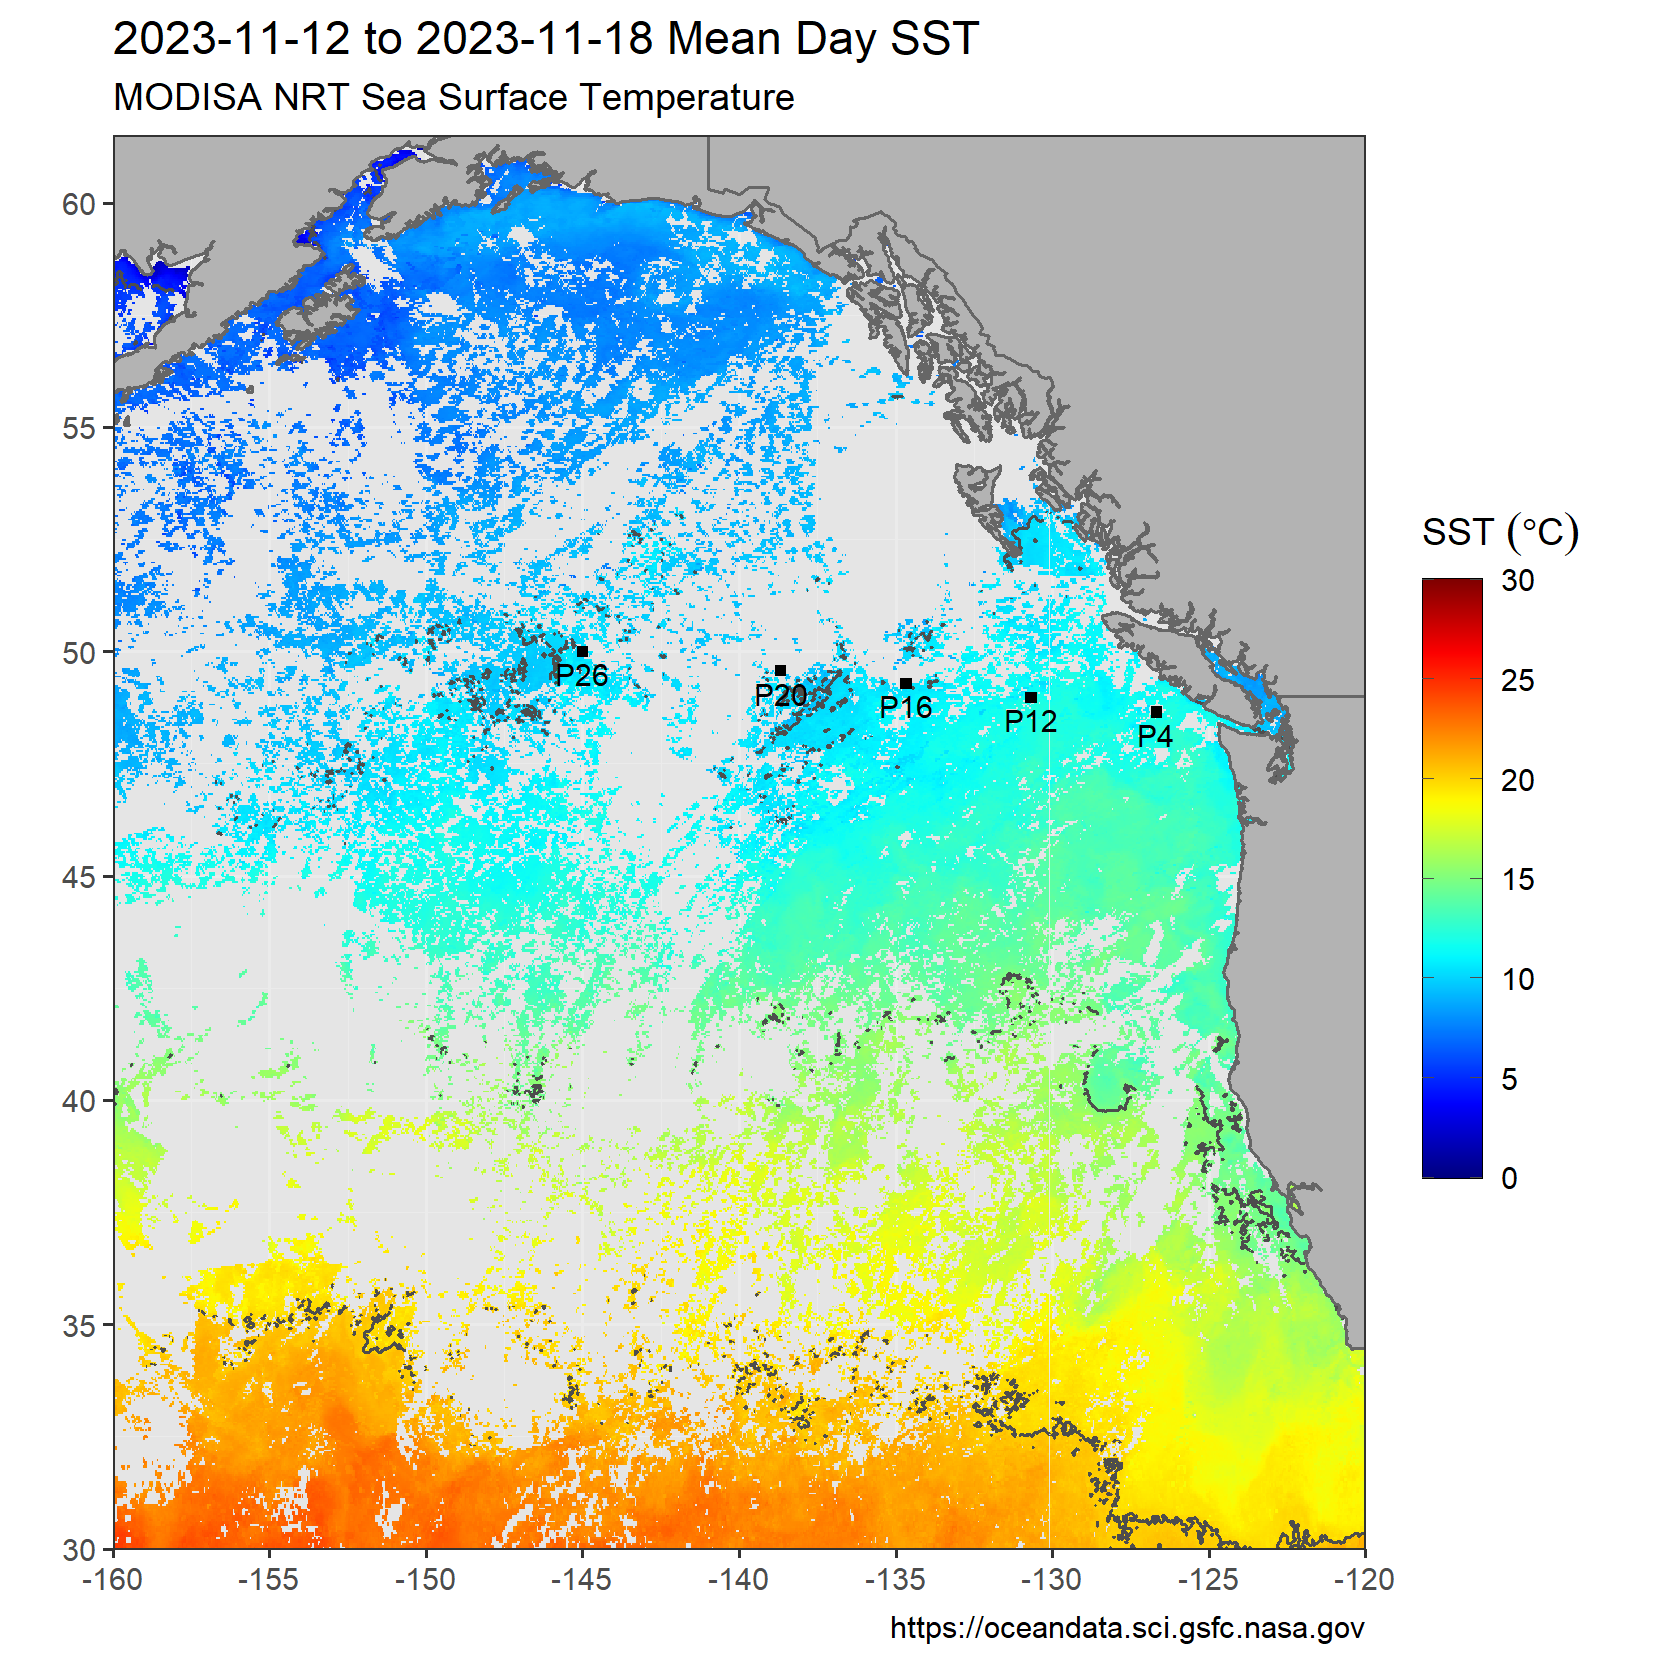 2023-11-12 to 2023-11-18 Mean Day SST
MODISA NRT Sea Surface Temperature
60
55
50
45
40
35
30
-160
-155
-150
-145
-140
-135
-130
-125
-120
P26
P20
P16
P12
P4
SST (°C)
30
25
20
15
10
5
0
https://oceandata.sci.gsfc.nasa.gov